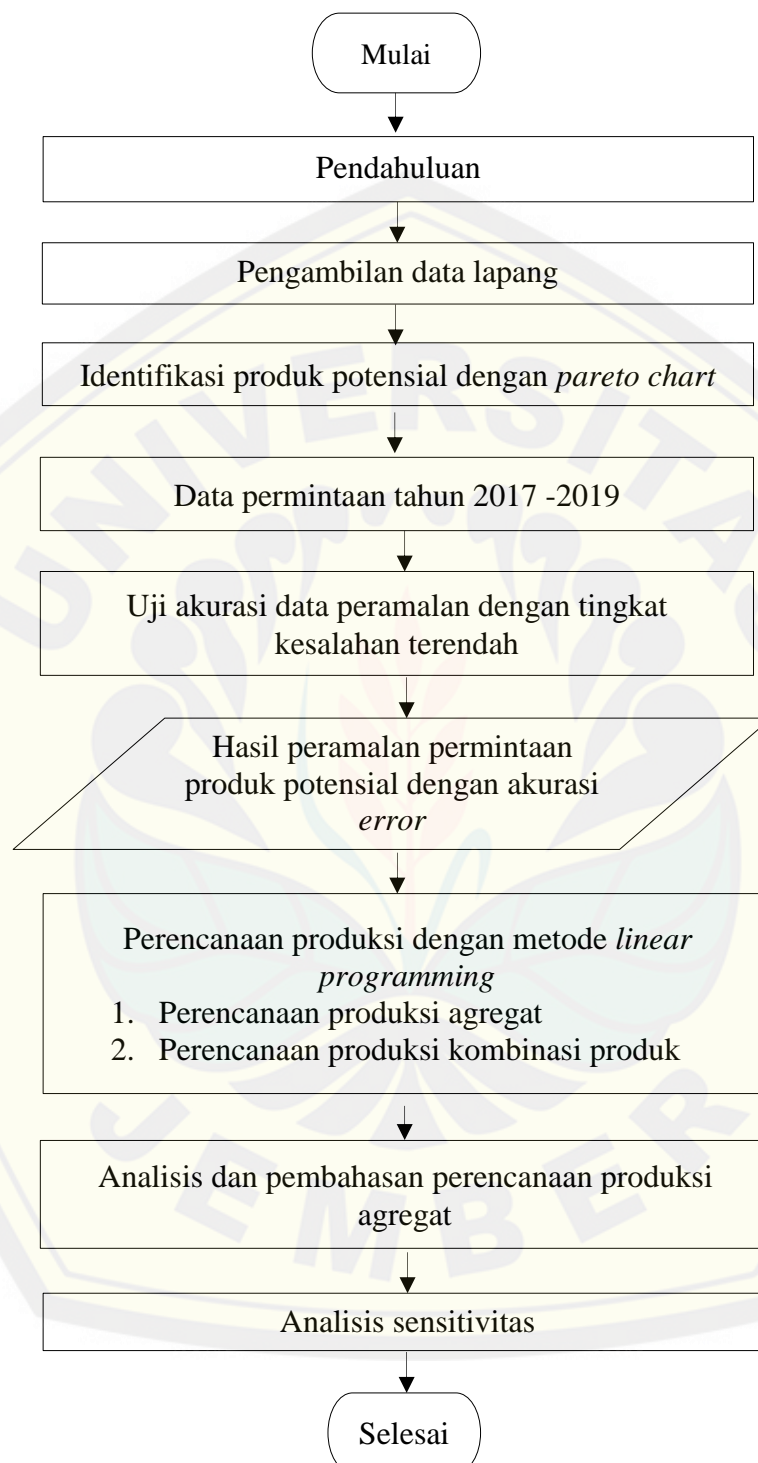 Mulai
Pendahuluan
Pengambilan data lapang
Identifikasi produk potensial dengan pareto chart
Data permintaan tahun 2017 -2019
Uji akurasi data peramalan dengan tingkat
kesalahan terendah
Hasil peramalan permintaan
produk potensial dengan akurasi
error
Perencanaan produksi dengan metode linear
programming
1. Perencanaan produksi agregat
2. Perencanaan produksi kombinasi produk
Analisis dan pembahasan perencanaan produksi
agregat
Analisis sensitivitas
Selesai
UNIVERSITAS
JEMBER